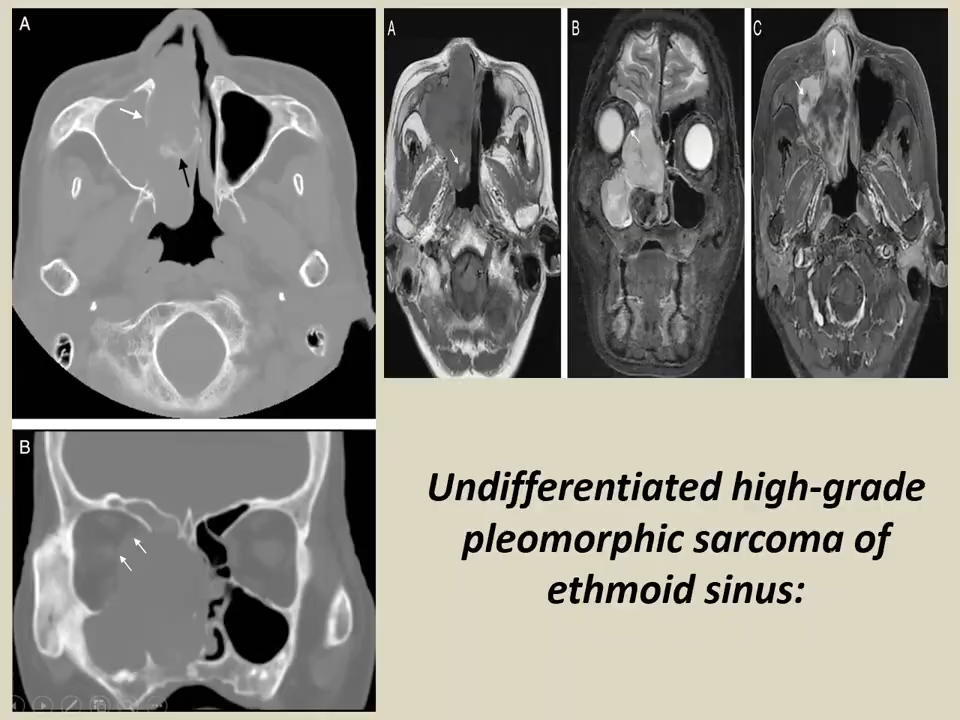 A
A
B
C
B
Undifferentiated high-grade
pleomorphic sarcoma of
ethmoid sinus: